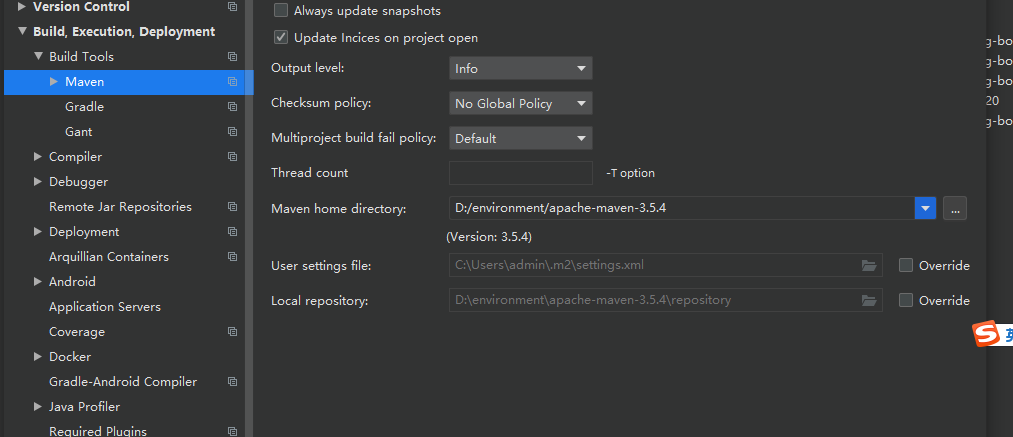 Version Control
Build, Execution, Deployment
Build Tools
Maven
Gradle
Gant
Compiler
Debugger
Remote Jar Repositories
Deployment
Arquillian Containers
Android
Application Servers
Coverage
Docker
Gradle-Android Compiler
Java Profiler
Required Plugins
Always update snapshots
Update Incices on project open
Output level: Info
Checksum policy: No Global Policy
Multiproject build fail policy: Default
Thread count -T option
Maven home directory: D:/environment/apache-maven-3.5.4 ...
(Version: 3.5.4)
User settings file: C:\Users\admin\.m2\settings.xml Override
Local repository: D:\environment\apache-maven-3.5.4\repository Override
g-bo
g-bo
g-bo
20
g-bo
S